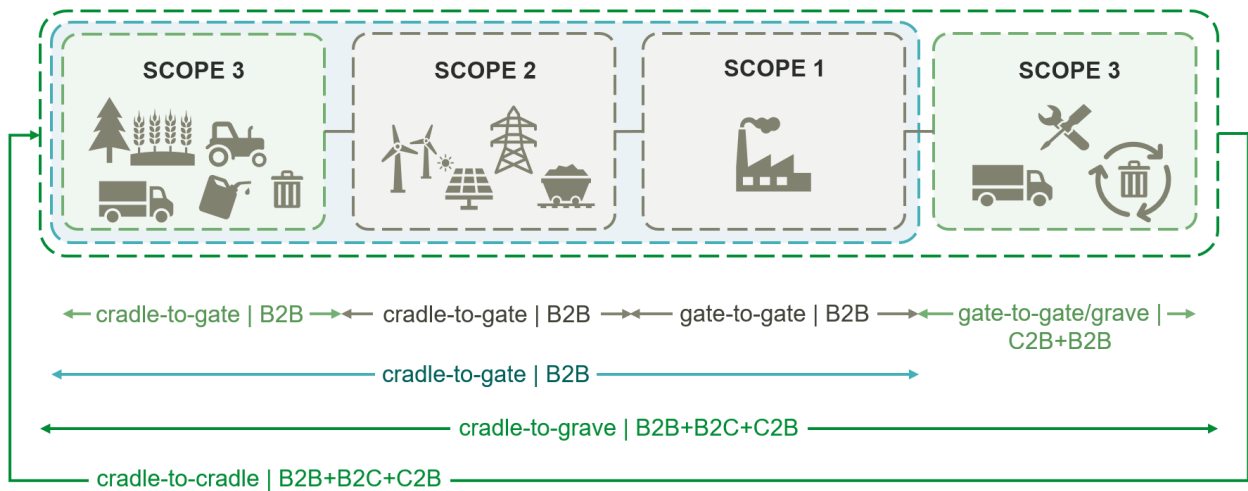 SCOPE 3
SCOPE 2
SCOPE 1
SCOPE 3
cradle-to-gate | B2B
cradle-to-gate | B2B
gate-to-gate | B2B
gate-to-gate/grave |
C2B+B2B
cradle-to-gate | B2B
cradle-to-grave | B2B+B2C+C2B
cradle-to-cradle | B2B+B2C+C2B